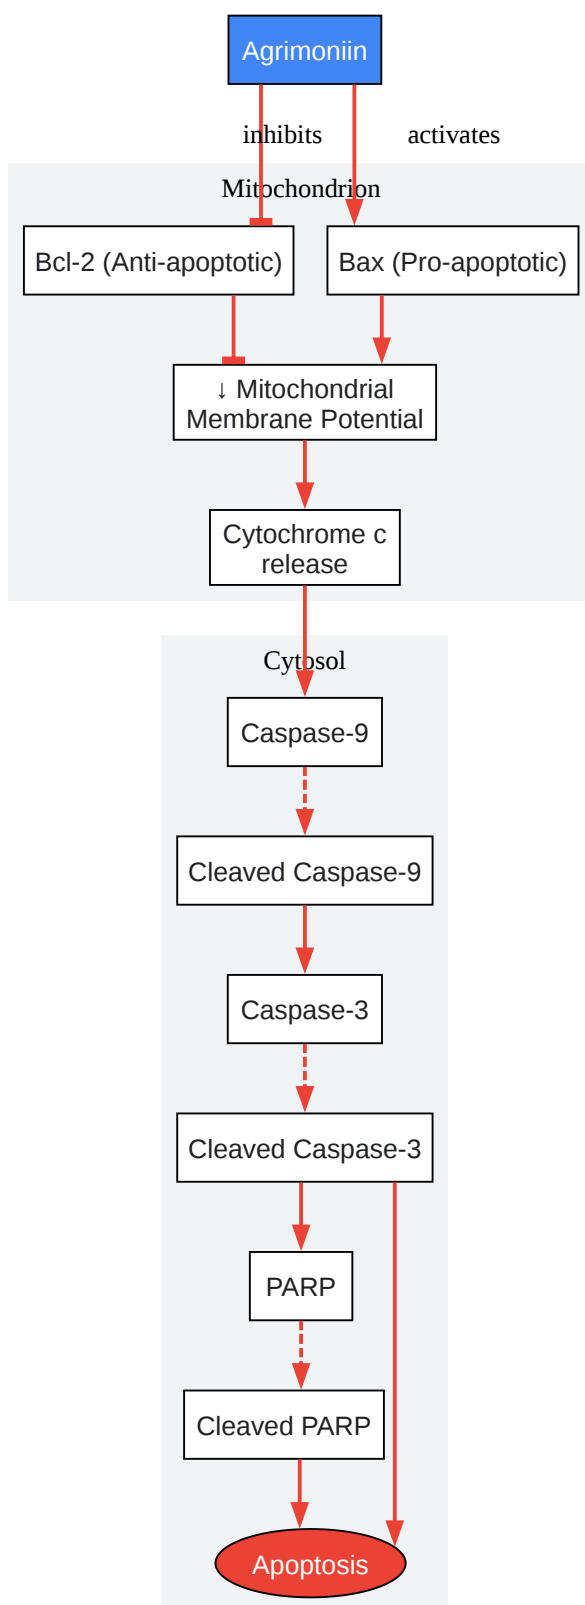 Agrimoniin
inhibits
activates
Mitochondrion
Bcl-2 (Anti-apoptotic)
Bax (Pro-apoptotic)
↓ Mitochondrial
Membrane Potential
Cytochrome c
release
Cytosol
Caspase-9
Cleaved Caspase-9
Caspase-3
Cleaved Caspase-3
PARP
Cleaved PARP
Apoptosis